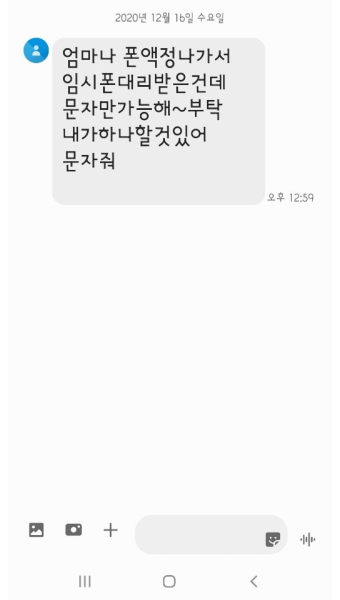 2020년 12월 16일 수요일
엄마나 폰액정나가서
임시폰대리받은건데
문자만가능해~부탁
내가하나할것있어
문자줘
오후 12:59